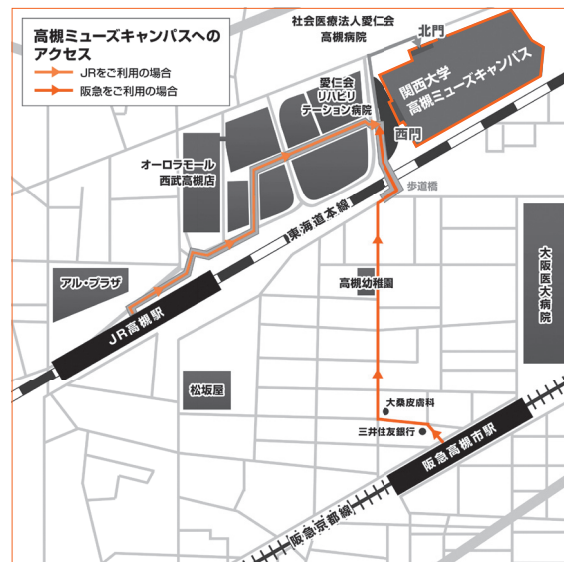 高槻ミューズキャンパスへの
アクセス
JRをご利用の場合
阪急をご利用の場合
社会医療法人愛仁会
高槻病院
北門
関西大学
高槻ミューズキャンパス
愛仁会
リハビリ
テーション病院
西門
オーロラモール
西武高槻店
歩道橋
東海道本線
アル・プラザ
JR高槻駅
高槻幼稚園
大阪医大病院
松坂屋
大桑皮膚科
三井住友銀行
阪急高槻市駅
阪急京都線